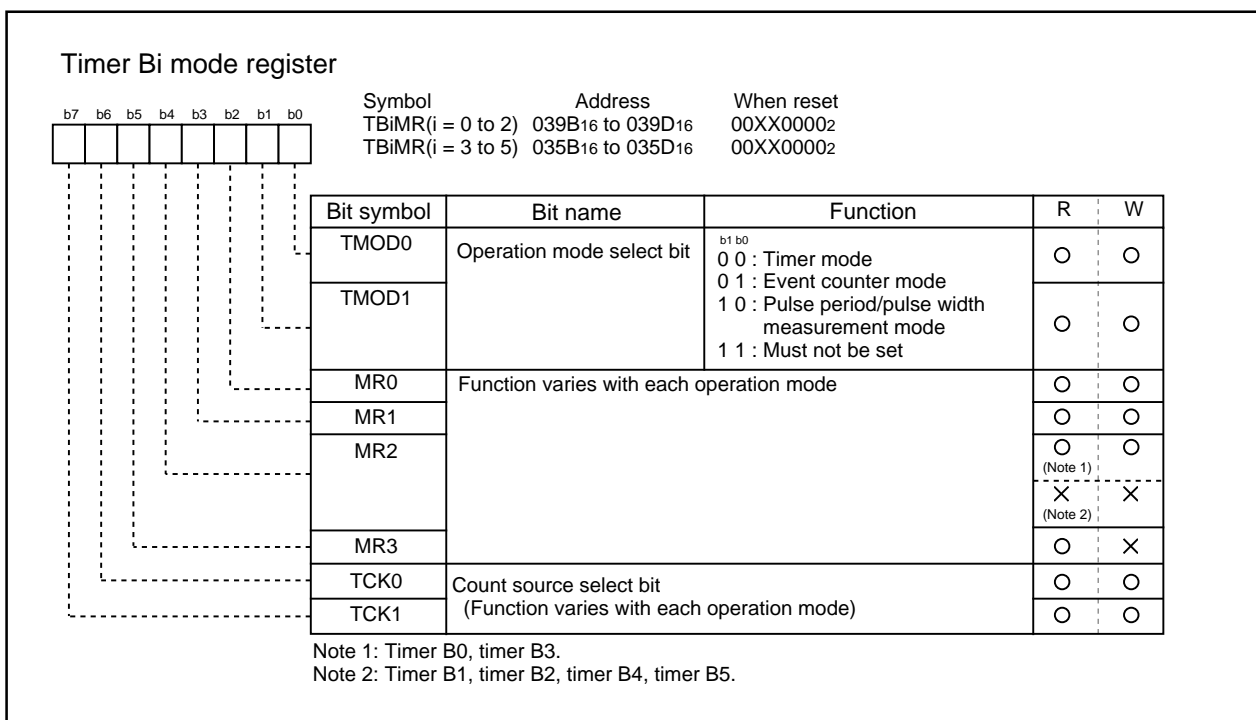 Timer Bi mode register
Symbol Address When reset
b7 b6 b5 b4 b3 b2 b1 b0
TBiMR(i = 0 to 2) 039B16 to 039D16 00XX00002
TBiMR(i = 3 to 5) 035B16 to 035D16 00XX00002
Bit symbol Bit name Function R W
TMOD0 Operation mode select bit b1 b0
0 0 : Timer mode
0 1 : Event counter mode
TMOD1 1 0 : Pulse period/pulse width
measurement mode
1 1 : Must not be set
MR0 Function varies with each operation mode
MR1
MR2
(Note 1)
(Note 2)
MR3
TCK0 Count source select bit
TCK1 (Function varies with each operation mode)
Note 1: Timer B0, timer B3.
Note 2: Timer B1, timer B2, timer B4, timer B5.